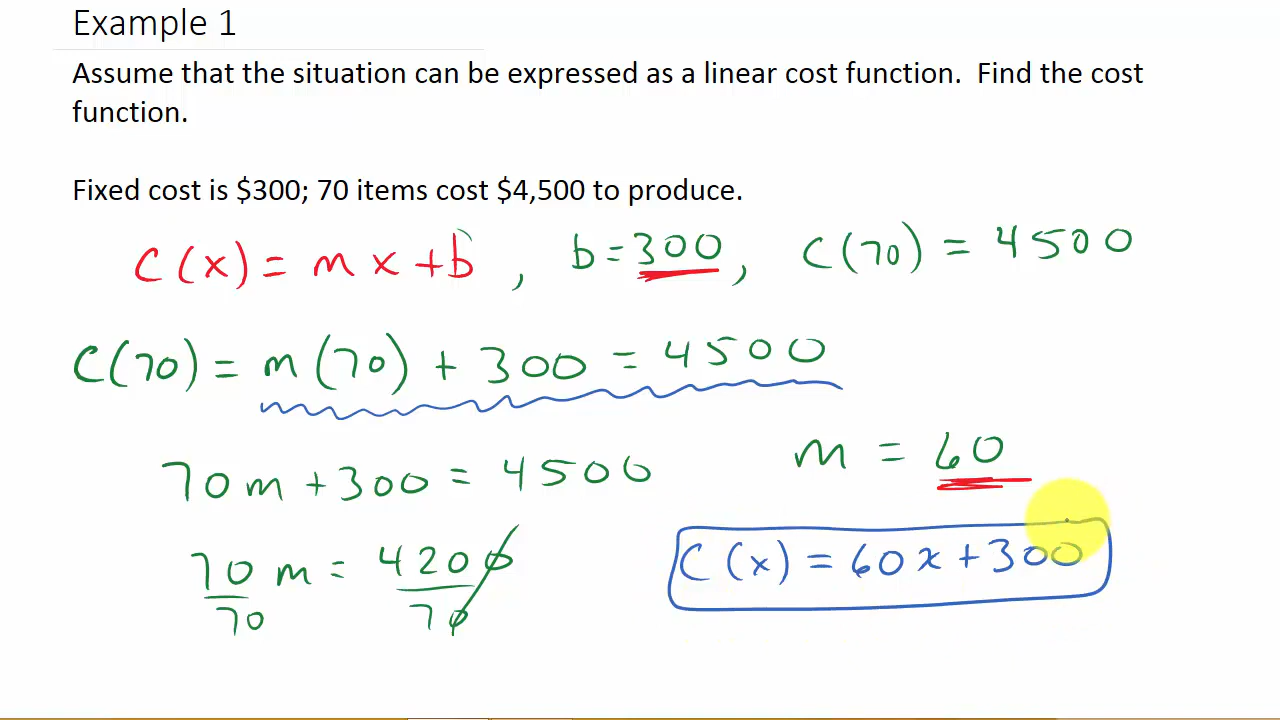 Example 1
Assume that the situation can be expressed as a linear cost function. Find the cost
function.
Fixed cost is $300; 70 items cost $4,500 to produce.
C(x) = mx + b , b = 300 , C(70) = 4500
C(70) = m(70) + 300 = 4500
70m + 300 = 4500
m = 60
70m = 4200
70 70
C(x) = 60x + 300